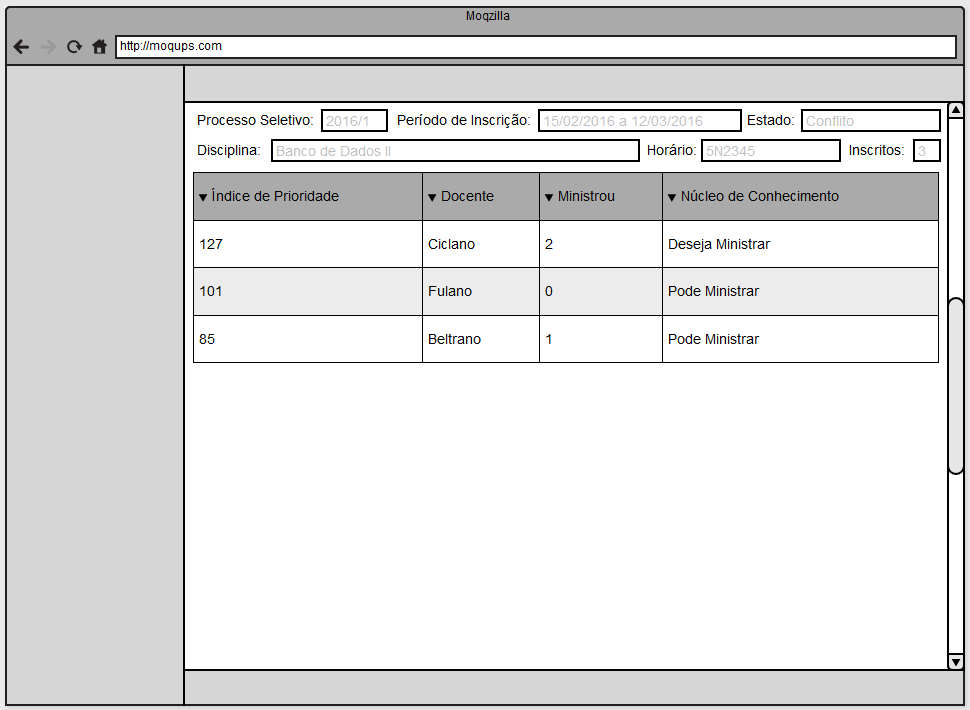 Moqzilla
http://moqups.com
Processo Seletivo: 2016/1 Período de Inscrição: 15/02/2016 a 12/03/2016 Estado: Conflito
Disciplina: Banco de Dados II Horário: 5N2345 Inscritos: 3
▼ Índice de Prioridade ▼ Docente ▼ Ministrou ▼ Núcleo de Conhecimento
127 Ciclano 2 Deseja Ministrar
101 Fulano 0 Pode Ministrar
85 Beltrano 1 Pode Ministrar